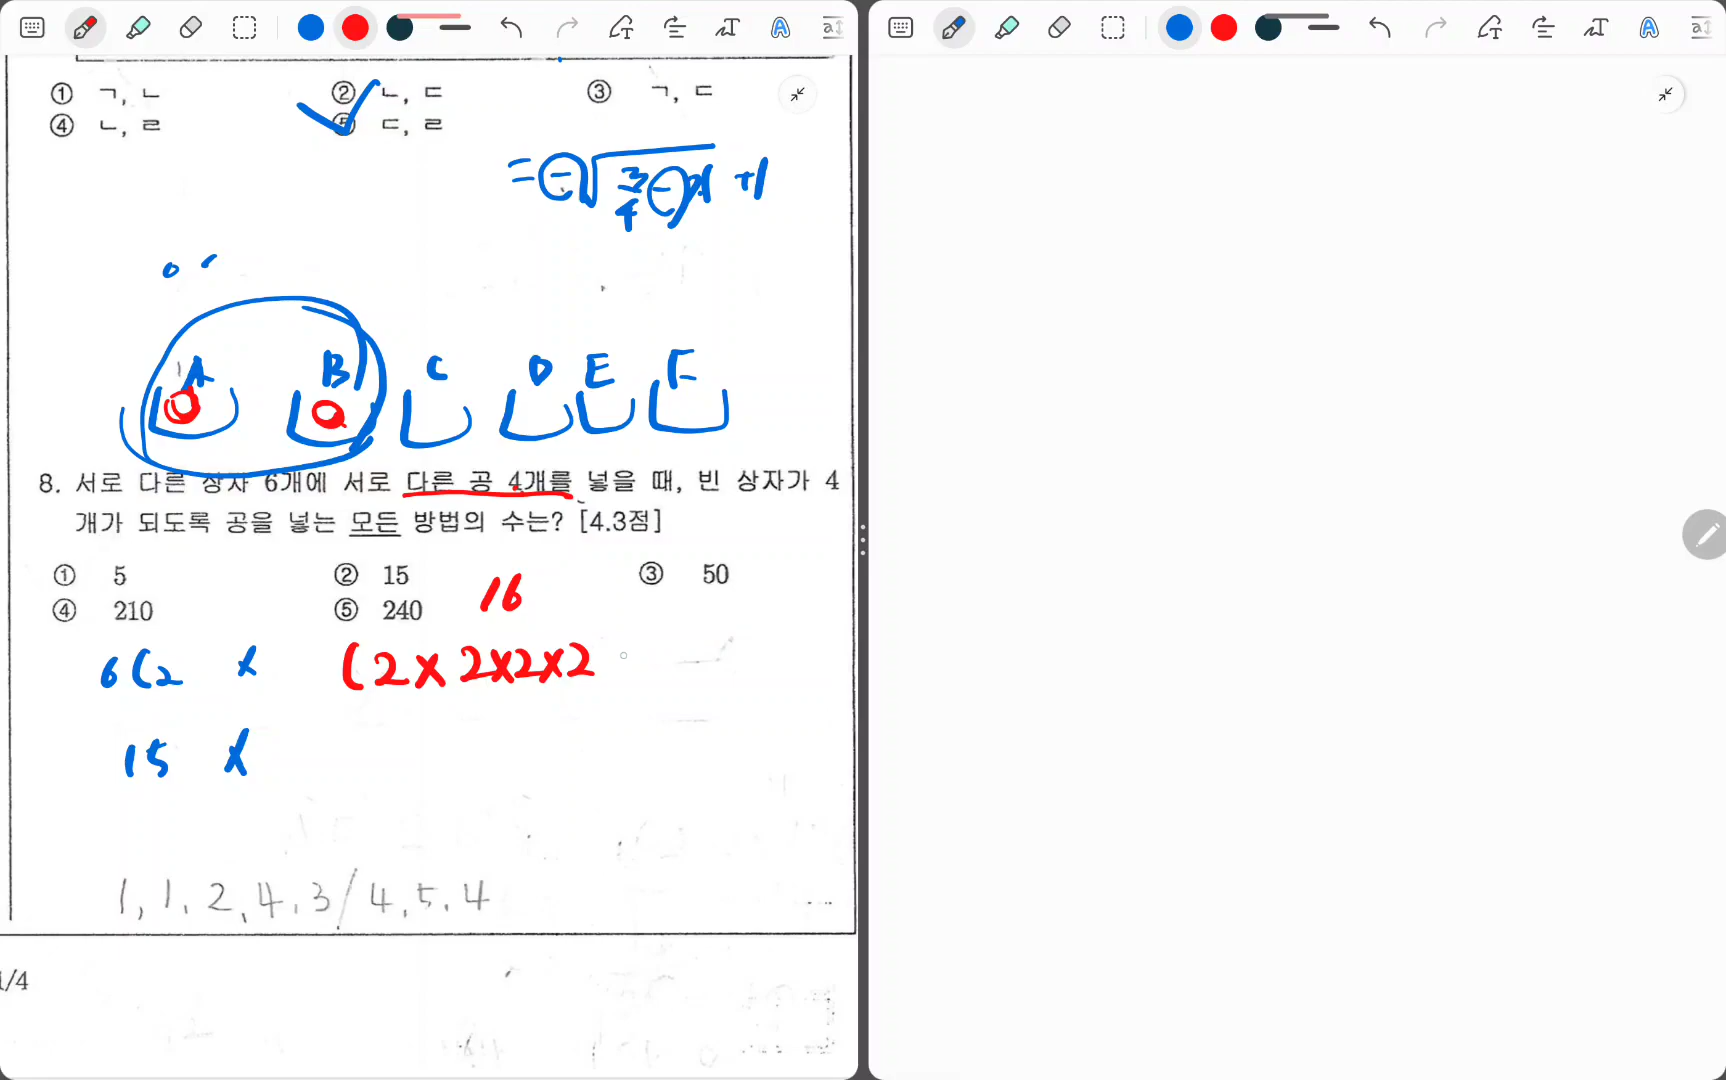 ① ㄱ, ㄴ ② ㄴ, ㄷ ③ ㄱ, ㄷ
④ ㄴ, ㄹ ⑤ ㄷ, ㄹ
A B C D E F
8. 서로 다른 상자 6개에 서로 다른 공 4개를 넣을 때, 빈 상자가 4
개가 되도록 공을 넣는 모든 방법의 수는? [4.3점]
① 5 ② 15 ③ 50
④ 210 ⑤ 240
16
6C2 × (2×2×2×2
15 ×
1, 1, 2, 4, 3 / 4, 5, 4
1/4